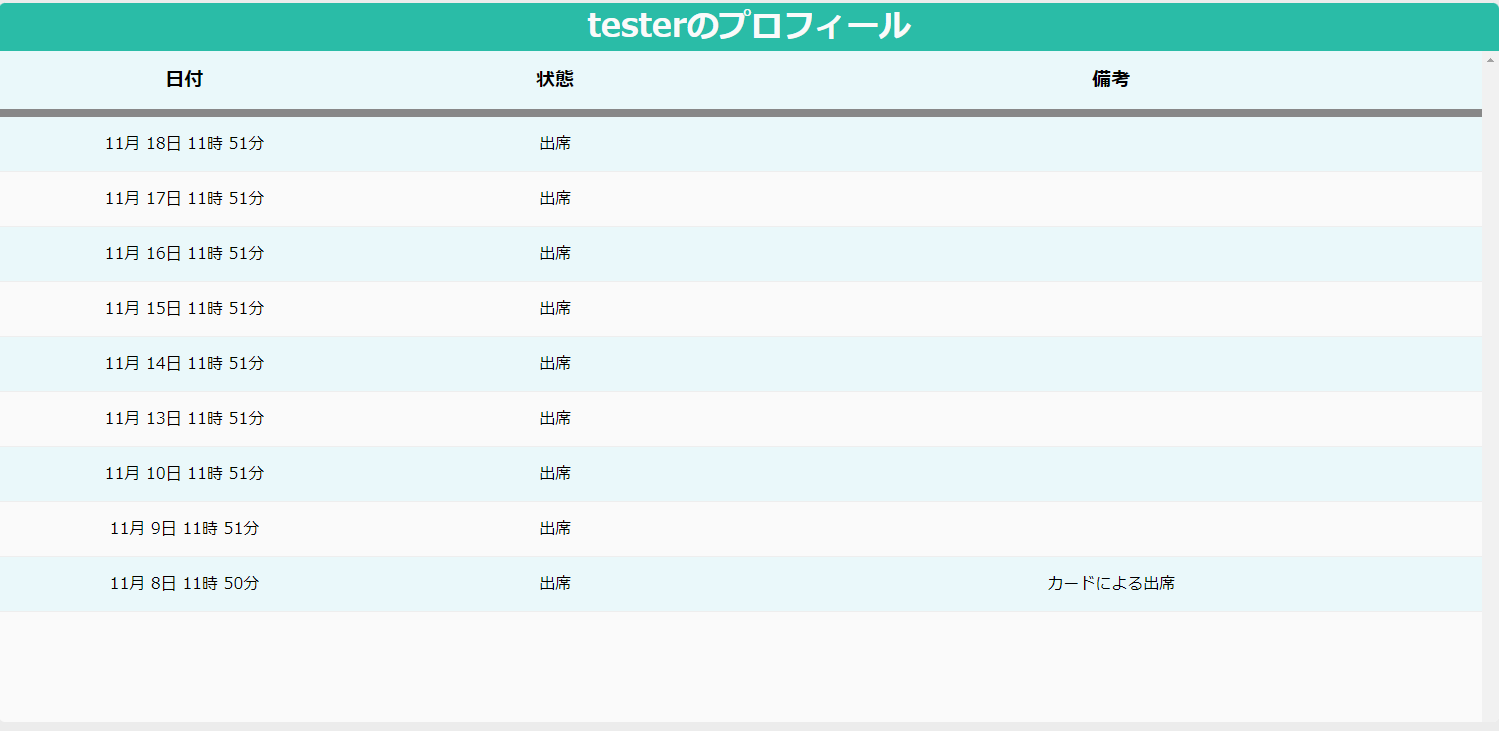 testerのプロフィール
日付 状態 備考
11月 18日 11時 51分 出席
11月 17日 11時 51分 出席
11月 16日 11時 51分 出席
11月 15日 11時 51分 出席
11月 14日 11時 51分 出席
11月 13日 11時 51分 出席
11月 10日 11時 51分 出席
11月 9日 11時 51分 出席
11月 8日 11時 50分 出席 カードによる出席